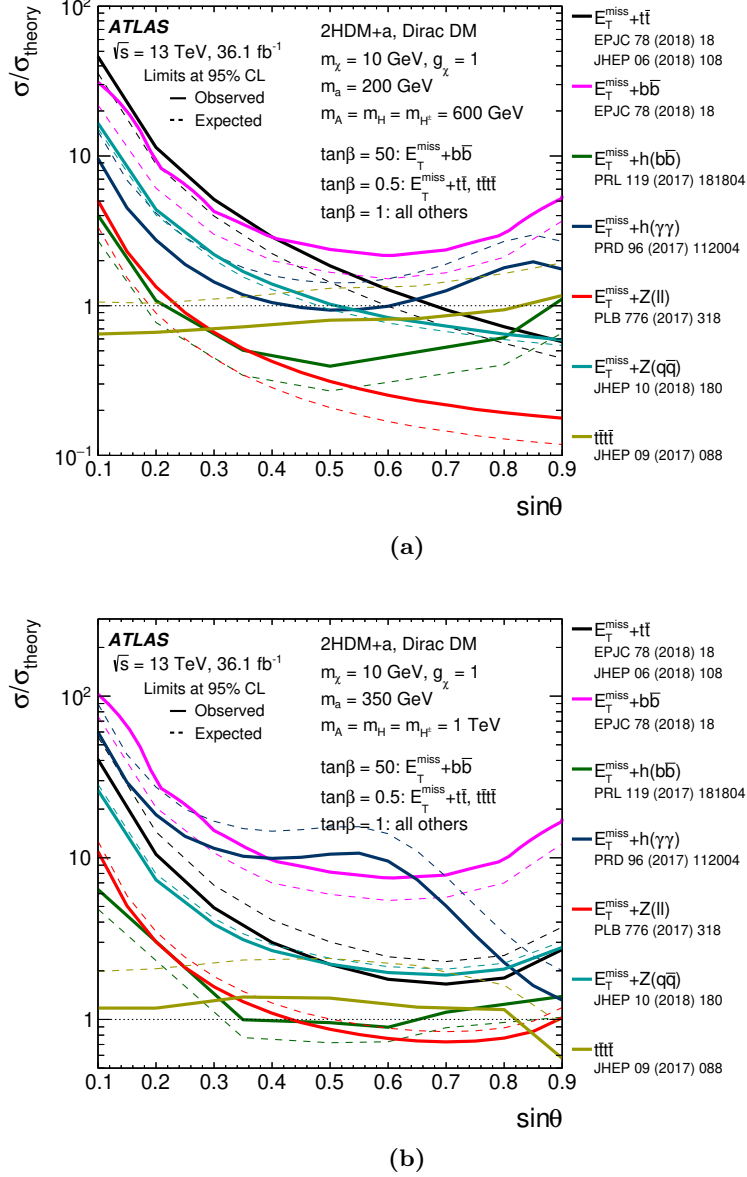 ATLAS
√s = 13 TeV, 36.1 fb⁻¹
Limits at 95% CL
Observed
Expected
2HDM+a, Dirac DM
m_χ = 10 GeV, g_χ = 1
m_a = 200 GeV
m_A = m_H = m_H± = 600 GeV
tanβ = 50: E_T^miss+bb̅
tanβ = 0.5: E_T^miss+tt̅, tt̅tt̅
tanβ = 1: all others
σ/σ_theory
10²
10
1
10⁻¹
0.1 0.2 0.3 0.4 0.5 0.6 0.7 0.8 0.9
sinθ
E_T^miss+tt̅
EPJC 78 (2018) 18
JHEP 06 (2018) 108
E_T^miss+bb̅
EPJC 78 (2018) 18
E_T^miss+h(bb̅)
PRL 119 (2017) 181804
E_T^miss+h(γγ)
PRD 96 (2017) 112004
E_T^miss+Z(ll)
PLB 776 (2017) 318
E_T^miss+Z(qq̅)
JHEP 10 (2018) 180
tt̅tt̅
JHEP 09 (2017) 088
(a)
ATLAS
√s = 13 TeV, 36.1 fb⁻¹
Limits at 95% CL
Observed
Expected
2HDM+a, Dirac DM
m_χ = 10 GeV, g_χ = 1
m_a = 350 GeV
m_A = m_H = m_H± = 1 TeV
tanβ = 50: E_T^miss+bb̅
tanβ = 0.5: E_T^miss+tt̅, tt̅tt̅
tanβ = 1: all others
σ/σ_theory
10²
10
1
0.1 0.2 0.3 0.4 0.5 0.6 0.7 0.8 0.9
sinθ
E_T^miss+tt̅
EPJC 78 (2018) 18
JHEP 06 (2018) 108
E_T^miss+bb̅
EPJC 78 (2018) 18
E_T^miss+h(bb̅)
PRL 119 (2017) 181804
E_T^miss+h(γγ)
PRD 96 (2017) 112004
E_T^miss+Z(ll)
PLB 776 (2017) 318
E_T^miss+Z(qq̅)
JHEP 10 (2018) 180
tt̅tt̅
JHEP 09 (2017) 088
(b)